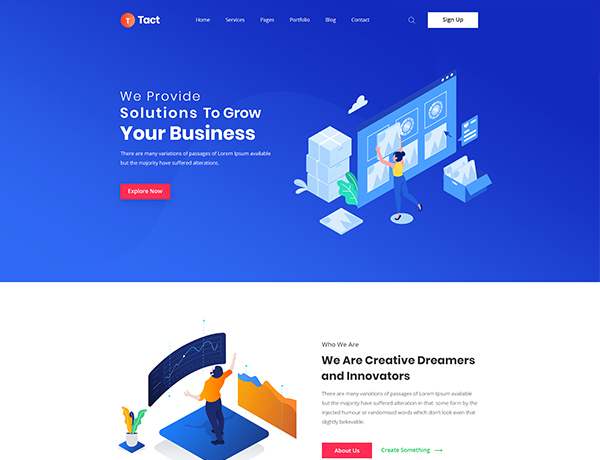 T Tact
Home Services Pages Portfolio Blog Contact Sign Up
We Provide
Solutions To Grow
Your Business
There are many variations of passages of Lorem Ipsum available
but the majority have suffered alterations.
Explore Now
Who We Are
We Are Creative Dreamers
and Innovators
There are many variations of passages of Lorem Ipsum available
but the majority have suffered alteration in that some form by the
injected humour or randomised words which don't look even that
slightly believable.
About Us Create Something